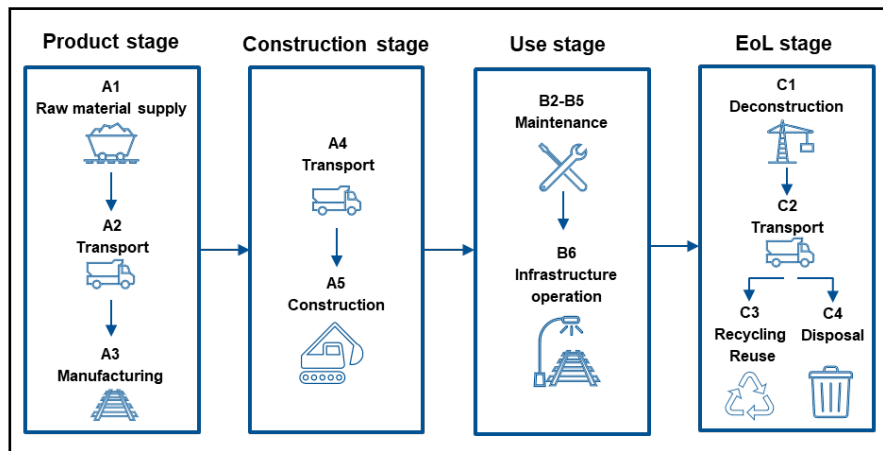 Product stage
A1
Raw material supply
A2
Transport
A3
Manufacturing
Construction stage
A4
Transport
A5
Construction
Use stage
B2-B5
Maintenance
B6
Infrastructure
operation
EoL stage
C1
Deconstruction
C2
Transport
C3
Recycling
Reuse
C4
Disposal